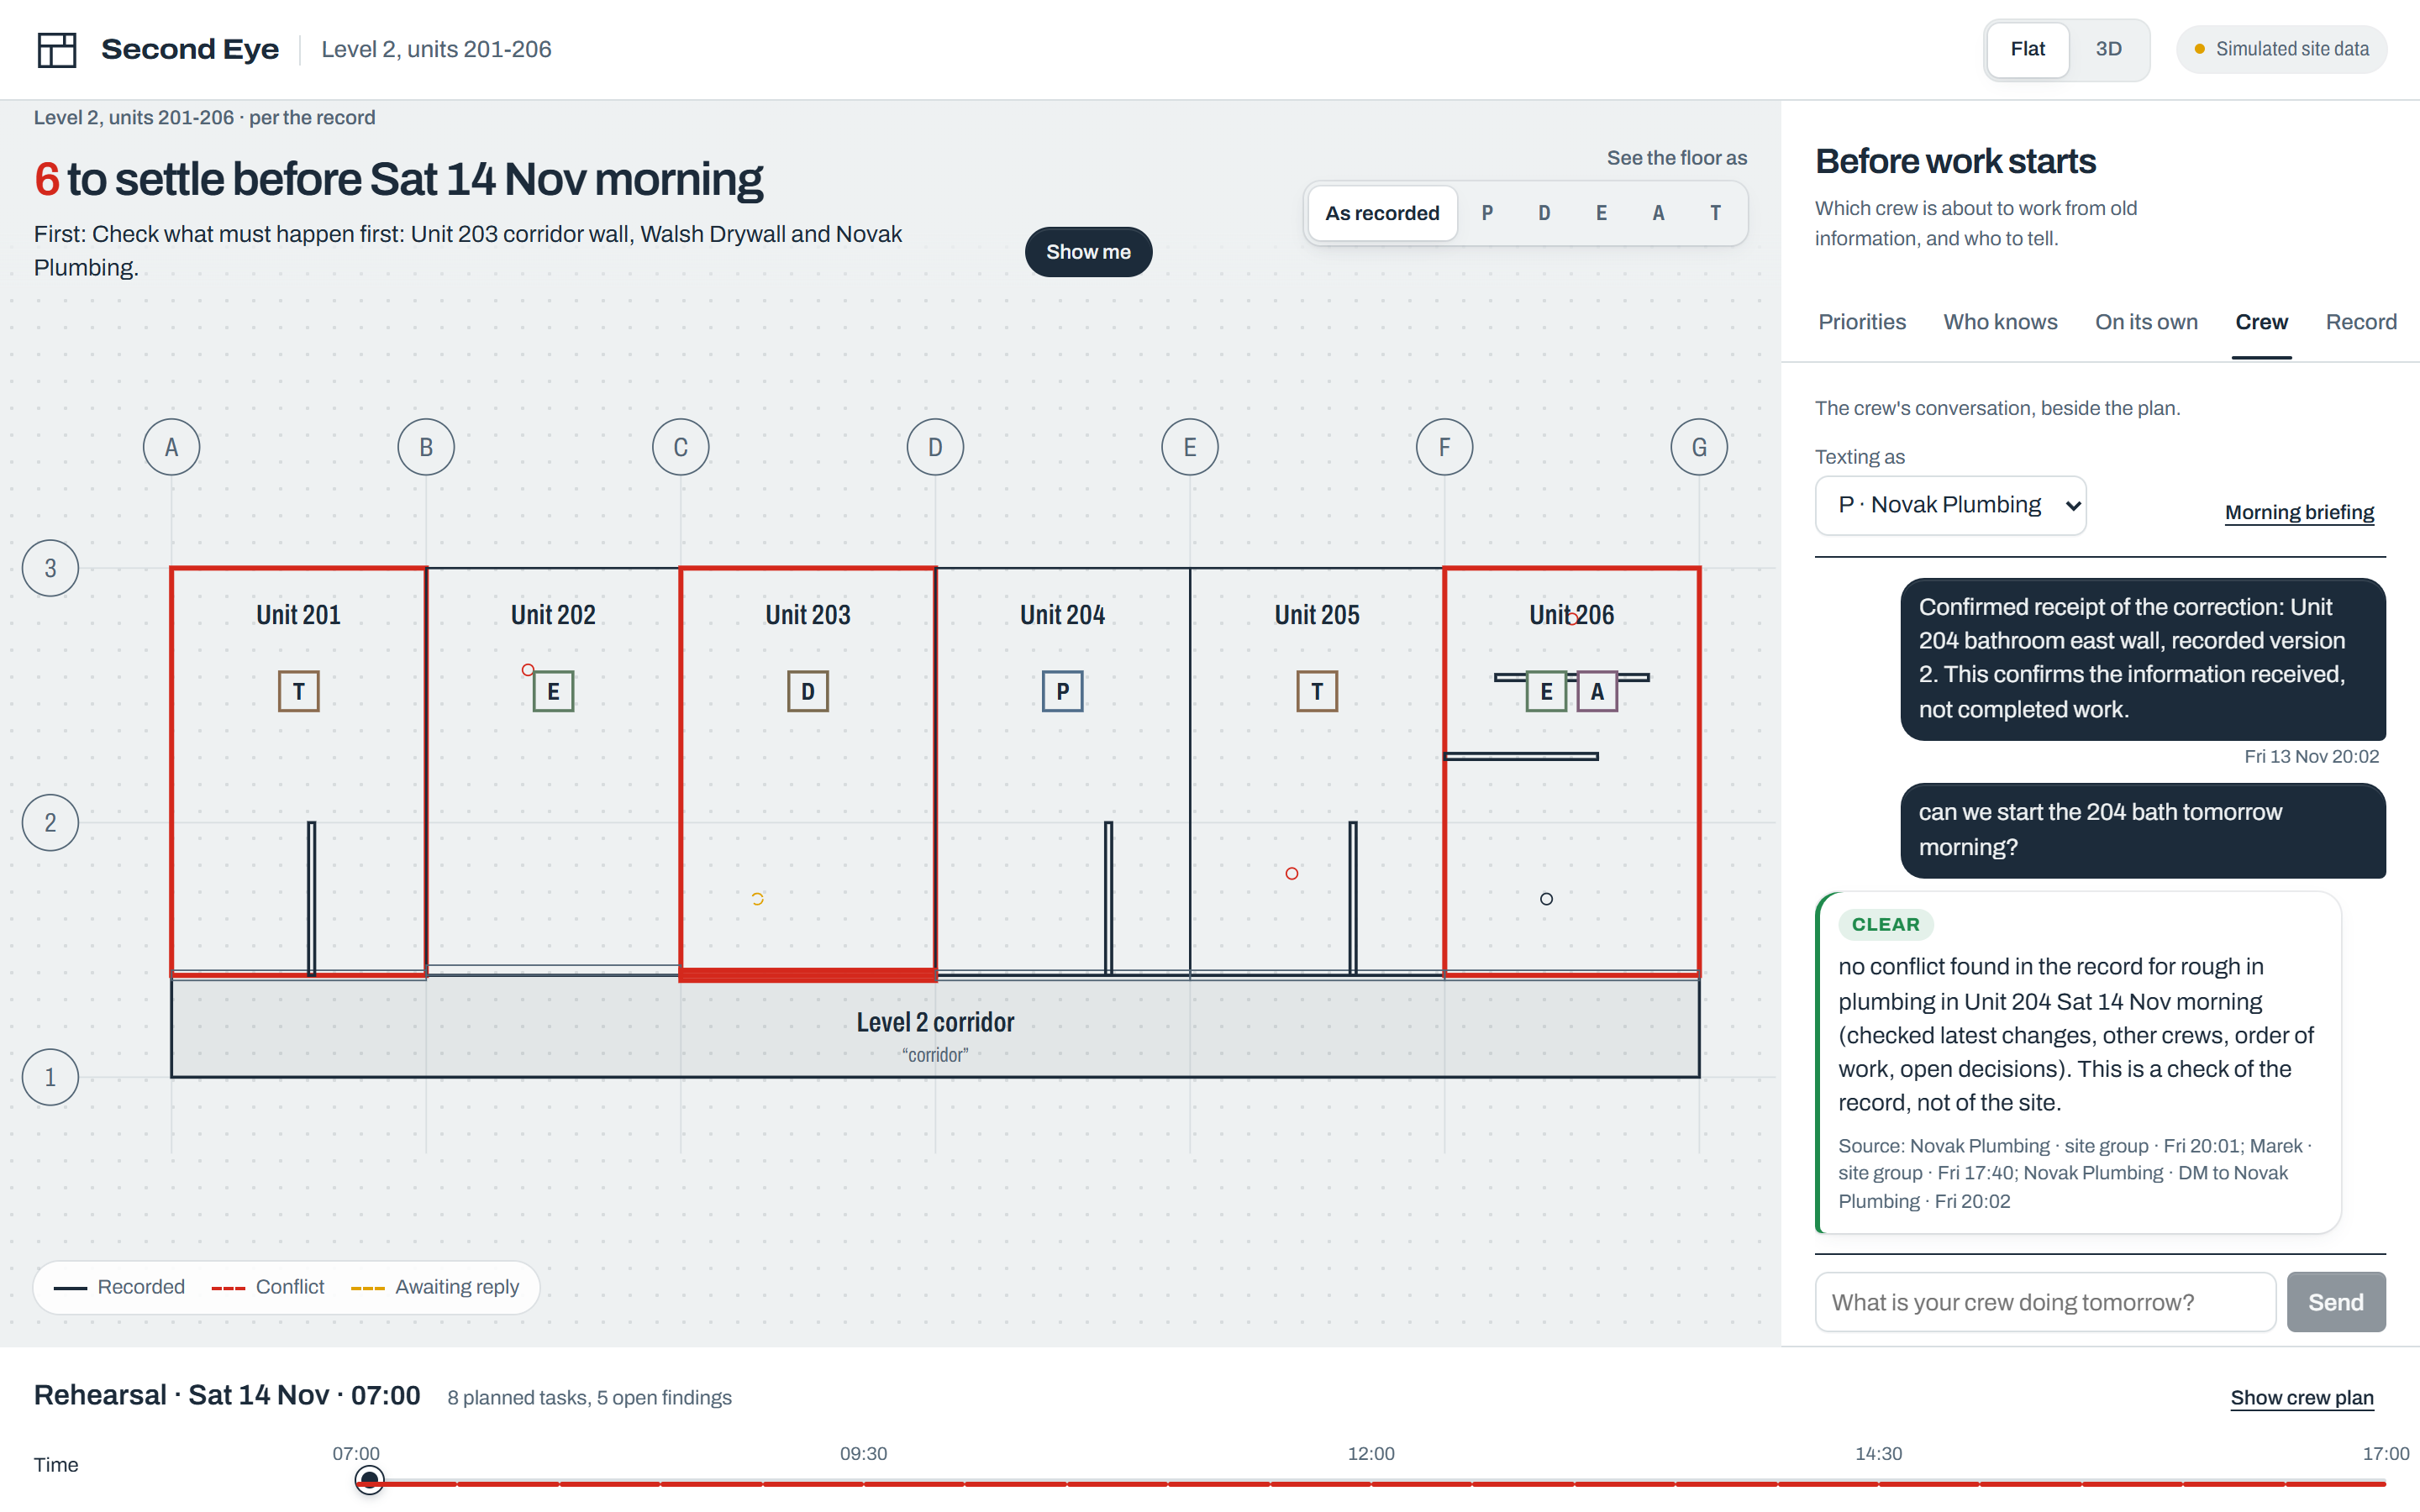 Second Eye
Level 2, units 201-206
Flat
3D
Simulated site data
Level 2, units 201-206 · per the record
6 to settle before Sat 14 Nov morning
First: Check what must happen first: Unit 203 corridor wall, Walsh Drywall and Novak
Plumbing.
Show me
See the floor as
As recorded
P
D
E
A
T
A
B
C
D
E
F
G
3
2
1
Unit 201
Unit 202
Unit 203
Unit 204
Unit 205
Unit 206
T
E
D
P
T
E
A
Level 2 corridor
“corridor”
Recorded
Conflict
Awaiting reply
Before work starts
Which crew is about to work from old
information, and who to tell.
Priorities
Who knows
On its own
Crew
Record
The crew's conversation, beside the plan.
Texting as
P · Novak Plumbing
Morning briefing
Confirmed receipt of the correction: Unit
204 bathroom east wall, recorded version
2. This confirms the information received,
not completed work.
Fri 13 Nov 20:02
can we start the 204 bath tomorrow
morning?
CLEAR
no conflict found in the record for rough in
plumbing in Unit 204 Sat 14 Nov morning
(checked latest changes, other crews, order of
work, open decisions). This is a check of the
record, not of the site.
Source: Novak Plumbing · site group · Fri 20:01; Marek ·
site group · Fri 17:40; Novak Plumbing · DM to Novak
Plumbing · Fri 20:02
What is your crew doing tomorrow?
Send
Rehearsal · Sat 14 Nov · 07:00
8 planned tasks, 5 open findings
Show crew plan
Time
07:00
09:30
12:00
14:30
17:00